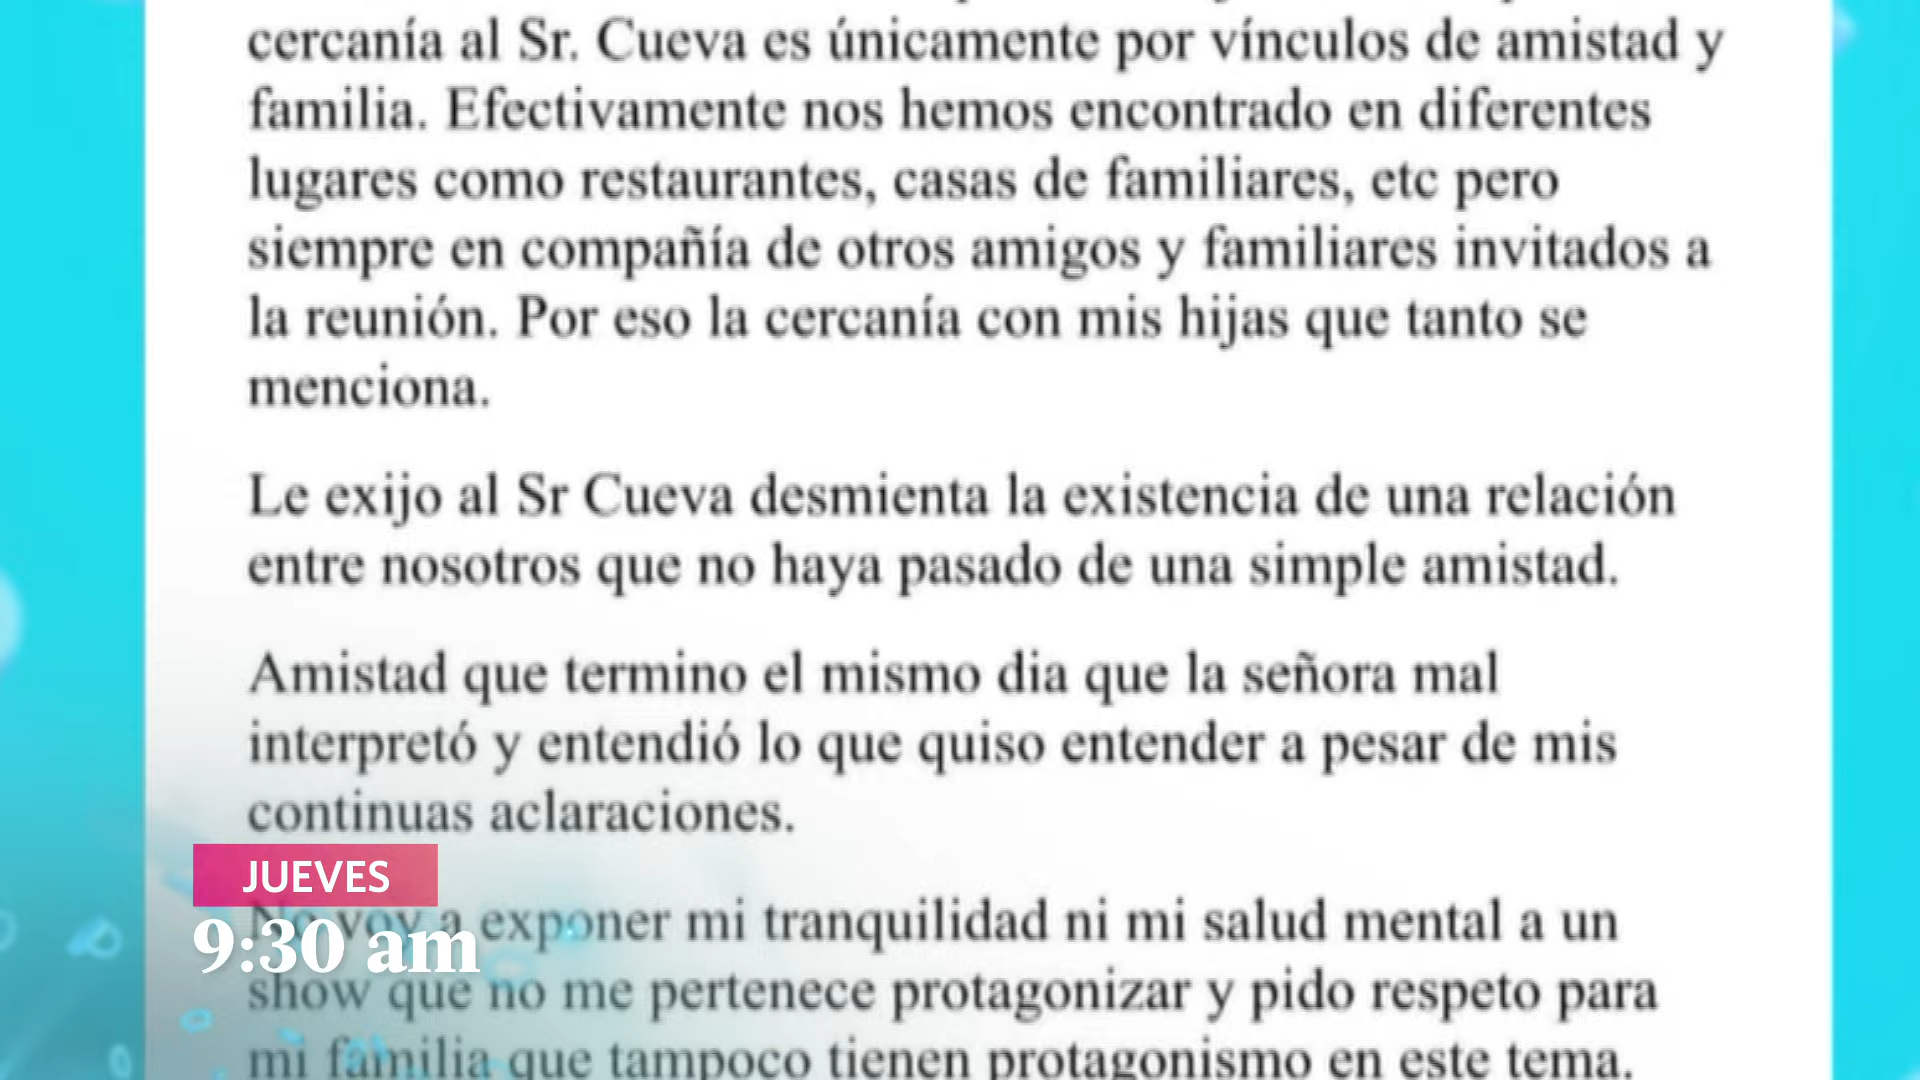 cercanía al Sr. Cueva es únicamente por vínculos de amistad y
familia. Efectivamente nos hemos encontrado en diferentes
lugares como restaurantes, casas de familiares, etc pero
siempre en compañía de otros amigos y familiares invitados a
la reunión. Por eso la cercanía con mis hijas que tanto se
menciona.
Le exijo al Sr Cueva desmienta la existencia de una relación
entre nosotros que no haya pasado de una simple amistad.
Amistad que termino el mismo dia que la señora mal
interpretó y entendió lo que quiso entender a pesar de mis
continuas aclaraciones.
No voy a exponer mi tranquilidad ni mi salud mental a un
show que no me pertenece protagonizar y pido respeto para
mi familia que tampoco tienen protagonismo en este tema.
JUEVES
9:30 am